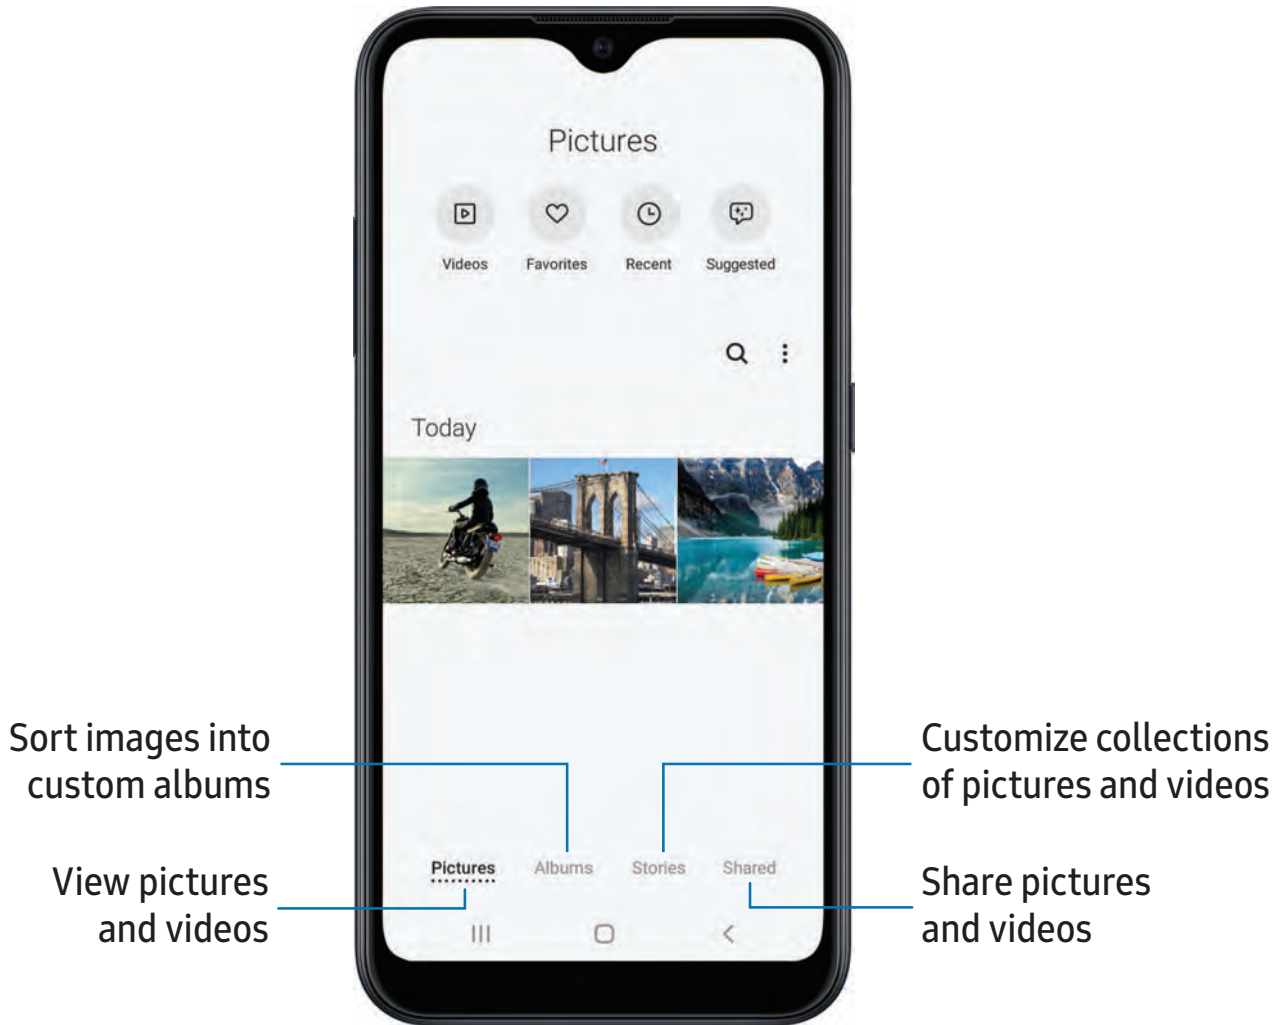 Pictures
Videos Favorites Recent Suggested
Today
Sort images into
custom albums
Customize collections
of pictures and videos
Pictures Albums Stories Shared
View pictures
and videos
Share pictures
and videos